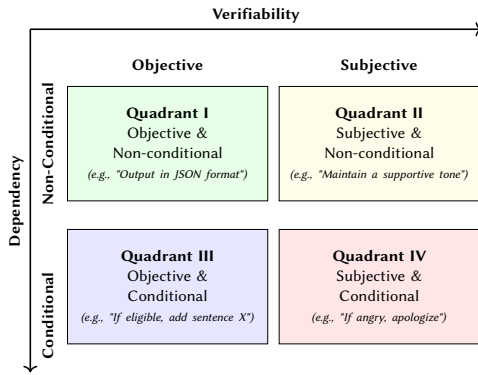 Verifiability
Objective
Subjective
Dependency
Non-Conditional
Quadrant I
Objective &
Non-conditional
(e.g., "Output in JSON format")
Quadrant II
Subjective &
Non-conditional
(e.g., "Maintain a supportive tone")
Conditional
Quadrant III
Objective &
Conditional
(e.g., "If eligible, add sentence X")
Quadrant IV
Subjective &
Conditional
(e.g., "If angry, apologize")